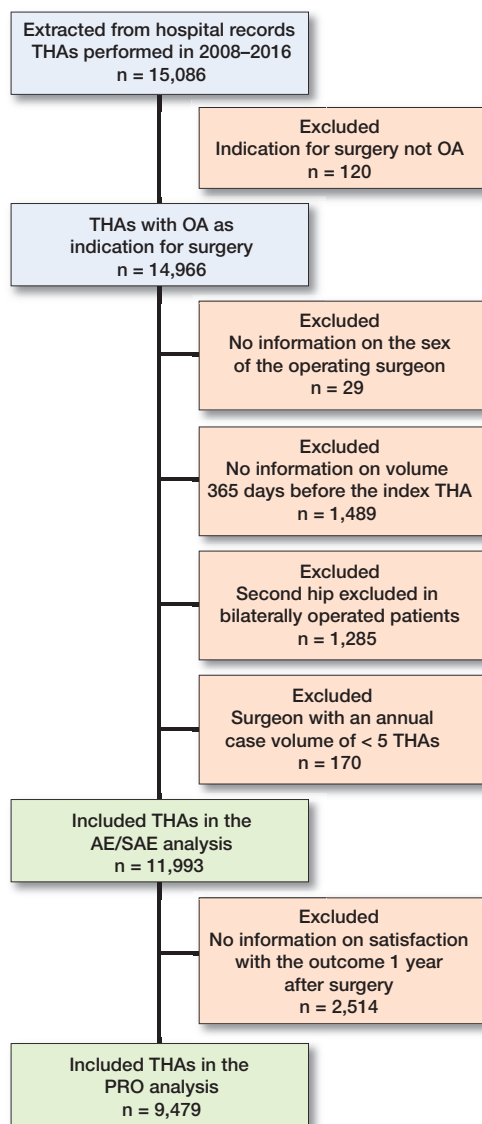 Extracted from hospital records
THAs performed in 2008–2016
n = 15,086
Excluded
Indication for surgery not OA
n = 120
THAs with OA as
indication for surgery
n = 14,966
Excluded
No information on the sex
of the operating surgeon
n = 29
Excluded
No information on volume
365 days before the index THA
n = 1,489
Excluded
Second hip excluded in
bilaterally operated patients
n = 1,285
Excluded
Surgeon with an annual
case volume of < 5 THAs
n = 170
Included THAs in the
AE/SAE analysis
n = 11,993
Excluded
No information on satisfaction
with the outcome 1 year
after surgery
n = 2,514
Included THAs in the
PRO analysis
n = 9,479